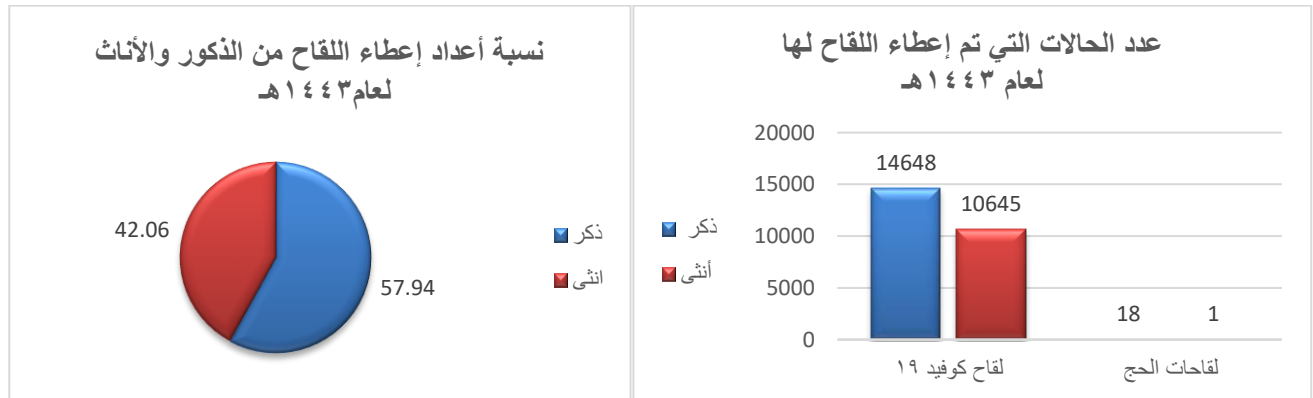 عدد الحالات التي تم إعطاء اللقاح لها
لعام ١٤٤٣هـ
20000
15000
10000
5000
0
14648
10645
18
1
لقاح كوفيد ١٩
لقاحات الحج
ذكر
أنثى
نسبة أعداد إعطاء اللقاح من الذكور والأناث
لعام١٤٤٣هـ
42.06
57.94
ذكر
انثى